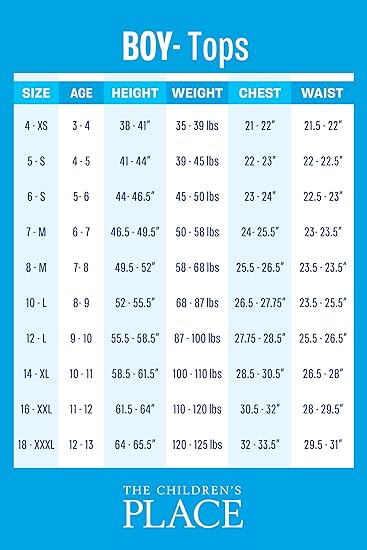 BOY- Tops
SIZE AGE HEIGHT WEIGHT CHEST WAIST
4 - XS 3 - 4 38 - 41" 35 - 39 lbs 21 - 22" 21.5 - 22"
5 - S 4 - 5 41 - 44" 39 - 45 lbs 22 - 23" 22 - 22.5"
6 - S 5- 6 44 - 46.5" 45 - 50 lbs 23 - 24" 22.5 - 23"
7 - M 6 - 7 46.5 - 49.5" 50 - 58 lbs 24- 25.5" 23- 23.5"
8 - M 7- 8 49.5 - 52" 58 - 68 lbs 25.5 - 26.5" 23.5 - 23.5"
10 - L 8- 9 52 - 55.5" 68 - 87 lbs 26.5 - 27.75" 23.5 - 25.5"
12 - L 9 - 10 55.5 - 58.5" 87 - 100 lbs 27.75 - 28.5" 25.5 - 26.5"
14 - XL 10 - 11 58.5 - 61.5" 100 - 110 lbs 28.5 - 30.5" 26.5 - 28"
16 - XXL 11 - 12 61.5 - 64" 110 - 120 lbs 30.5 - 32" 28 - 29.5"
18 - XXXL 12 - 13 64 - 65.5" 120 - 125 lbs 32 - 33.5" 29.5 - 31"
THE CHILDREN'S
PLACE